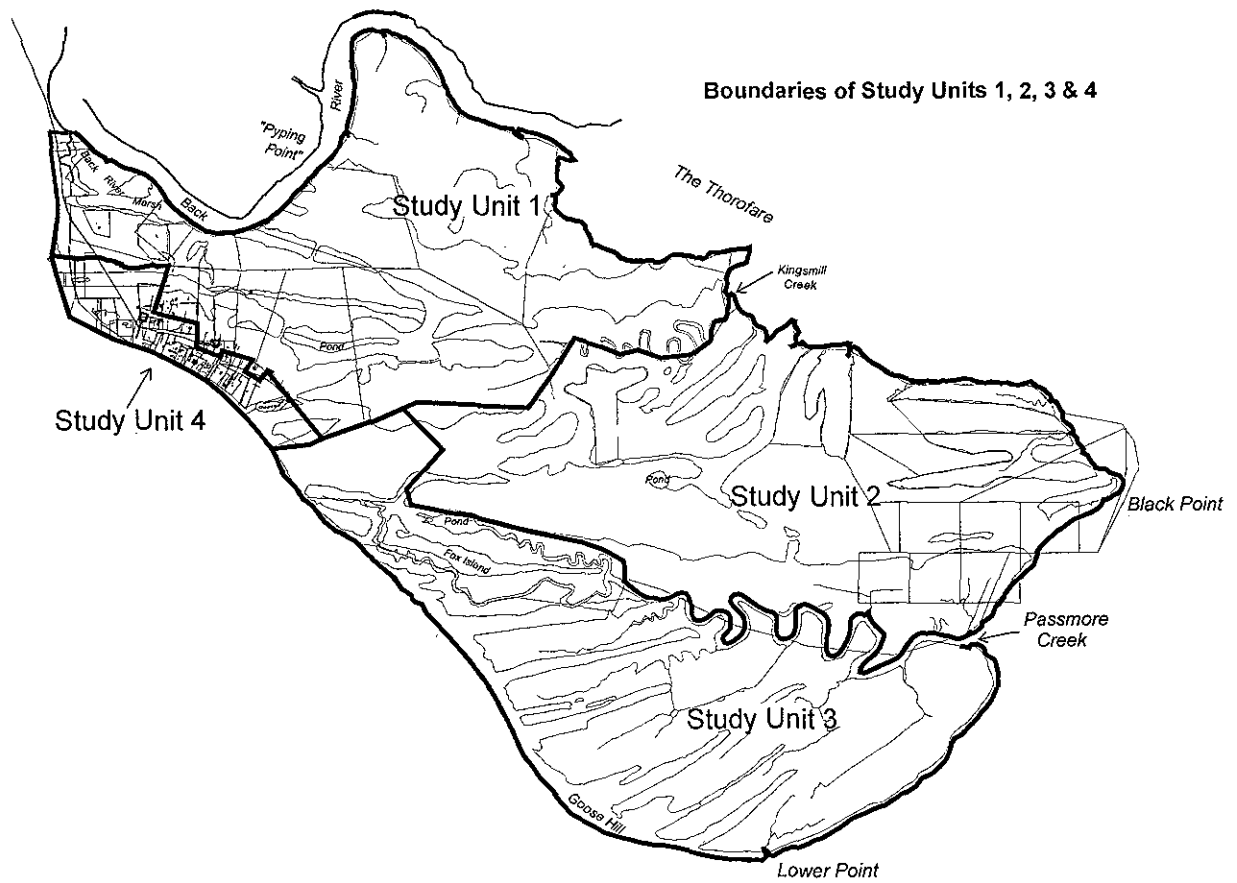 Boundaries of Study Units 1, 2, 3 & 4
River
"Pyping
Point"
Back River Marsh
Back
The Thorofare
Study Unit 1
Kingsmill
Creek
Pond
Study Unit 4
Pond
Study Unit 2
Black Point
Pond
Fox Island
Passmore
Creek
Study Unit 3
Goose Hill
Lower Point